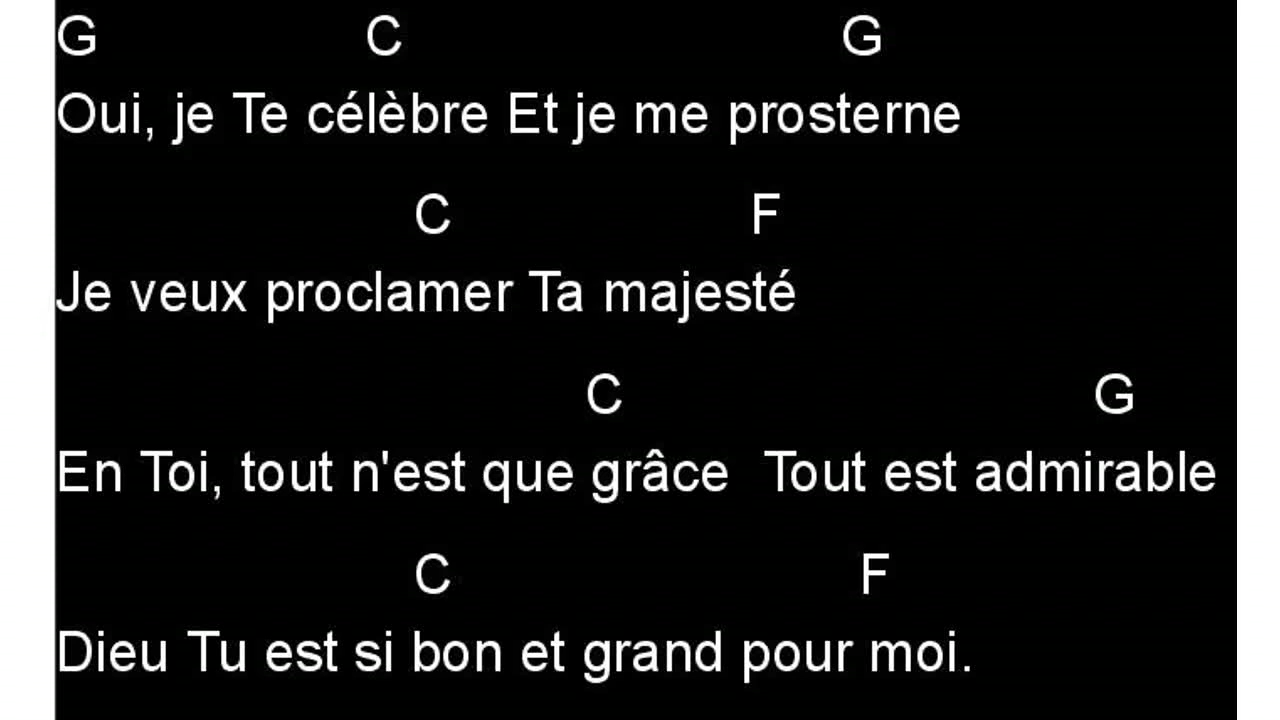 G C G
Oui, je Te célèbre Et je me prosterne
C F
Je veux proclamer Ta majesté
C G
En Toi, tout n'est que grâce Tout est admirable
C F
Dieu Tu est si bon et grand pour moi.